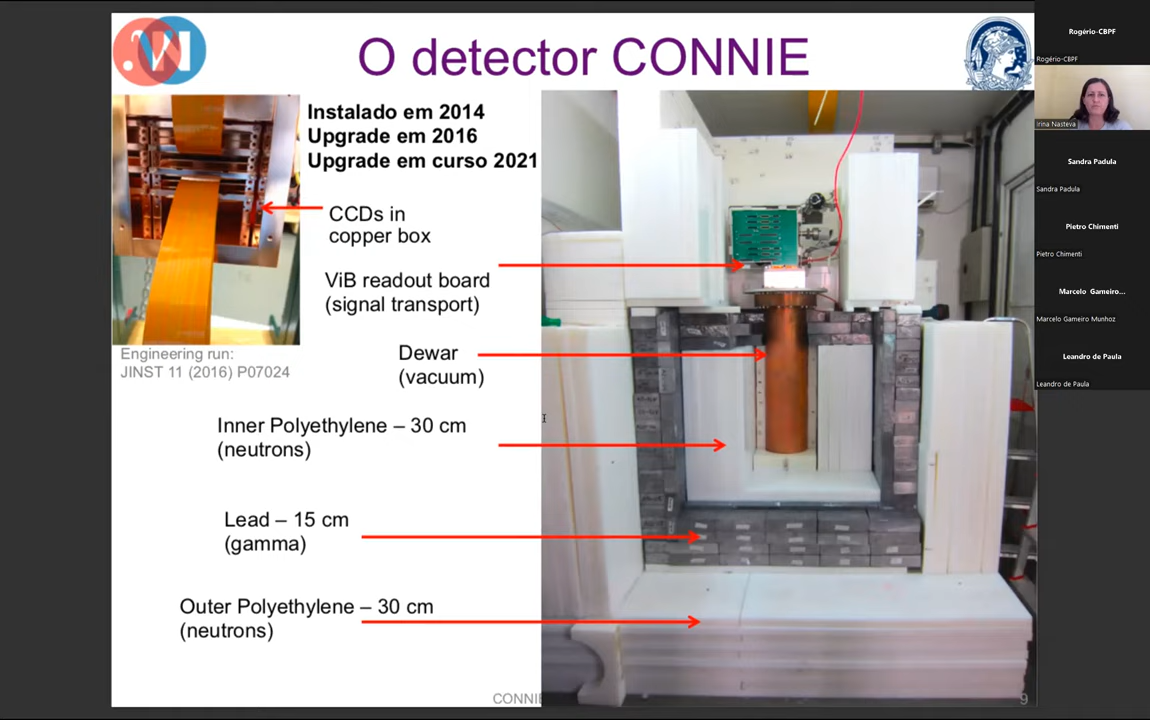 O detector CONNIE
Instalado em 2014
Upgrade em 2016
Upgrade em curso 2021
CCDs in
copper box
ViB readout board
(signal transport)
Engineering run:
JINST 11 (2016) P07024
Dewar
(vacuum)
Inner Polyethylene – 30 cm
(neutrons)
Lead – 15 cm
(gamma)
Outer Polyethylene – 30 cm
(neutrons)
CONNIE
9
Rogério-CBPF
Rogério-CBPF
Irina Nasteva
Sandra Padula
Sandra Padula
Pietro Chimenti
Pietro Chimenti
Marcelo Gameiro...
Marcelo Gameiro Munhoz
Leandro de Paula
Leandro de Paula